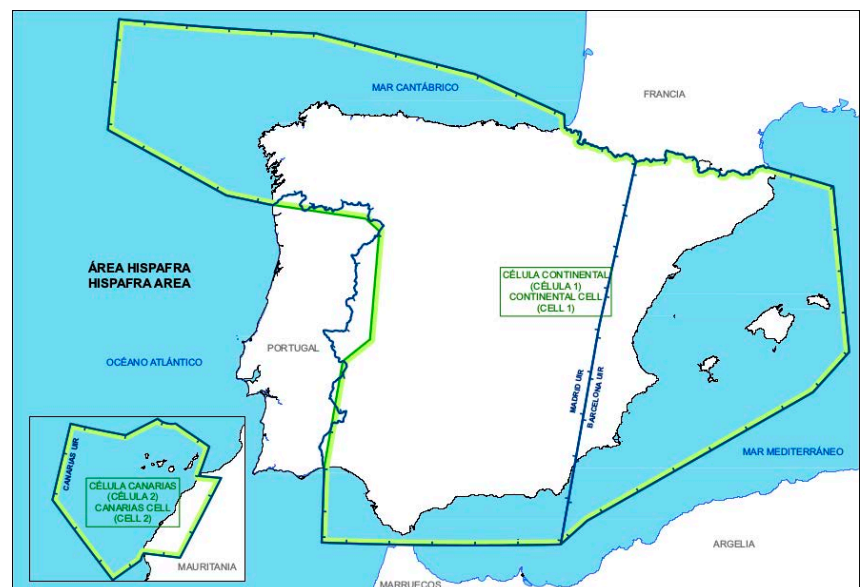 MAR CANTÁBRICO
FRANCIA
ÁREA HISPAFRA
HISPAFRA AREA
CÉLULA CONTINENTAL
(CÉLULA 1)
CONTINENTAL CELL
(CELL 1)
PORTUGAL
OCÉANO ATLÁNTICO
MADRID UIR
BARCELONA UIR
MAR MEDITERRÁNEO
CANARIAS UIR
CÉLULA CANARIAS
(CÉLULA 2)
CANARIAS CELL
(CELL 2)
MAURITANIA
ARGELIA
MARRUECOS